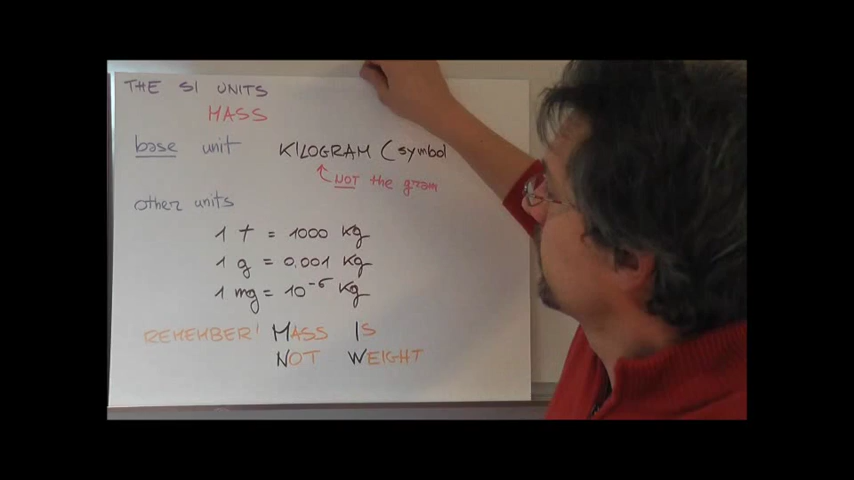 THE SI UNITS
MASS
base unit KILOGRAM (symbol
NOT the gram
other units
1 t = 1000 Kg
1 g = 0.001 Kg
1 mg = 10⁻⁶ Kg
REMEMBER! MASS IS
NOT WEIGHT